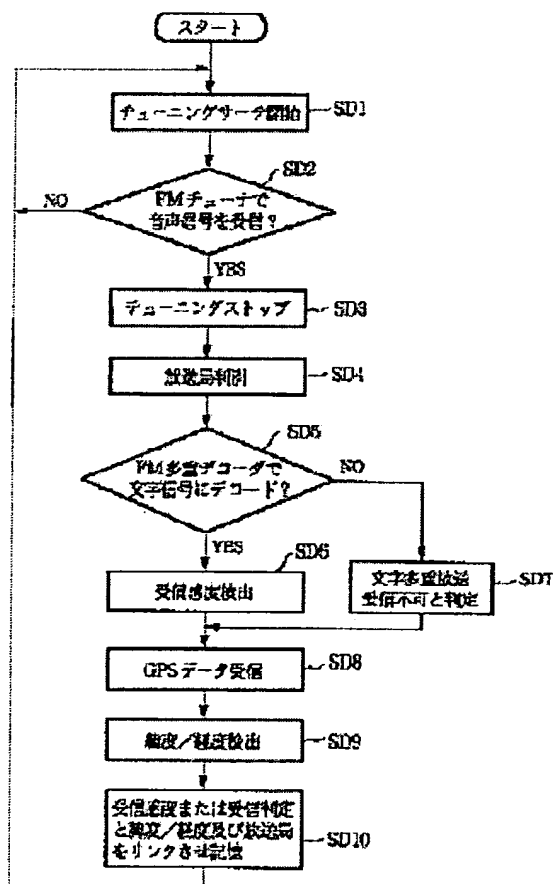 スタート
チューニングサーチ開始
SD1
SD2
FMチューナで
音声信号を受信?
NO
YES
チューニングストップ
SD3
放送局判別
SD4
SD5
FM多重デコーダで
文字信号にデコード?
NO
YES
SD6
受信感度検出
文字多重放送
受信不可と判定
SD7
GPSデータ受信
SD8
緯度/経度検出
SD9
受信感度または受信判定
と緯度/経度及び放送局
をリンクさせ記憶
SD10